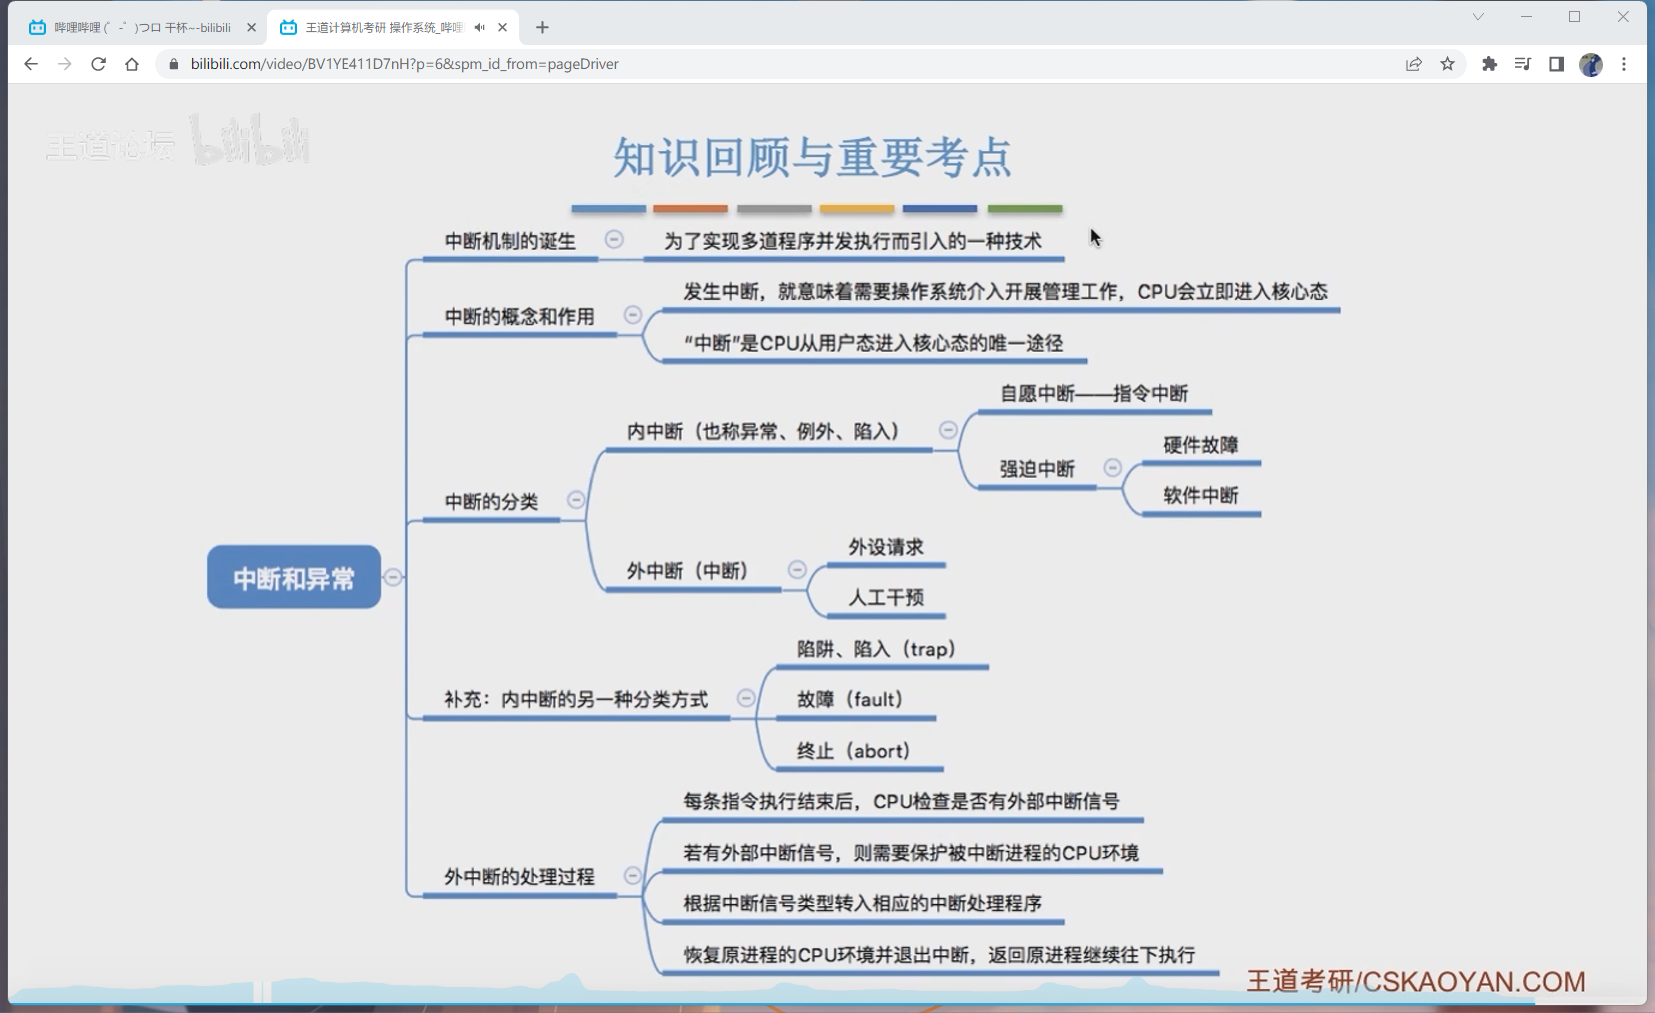 哔哩哔哩 (゜-゜)つロ 干杯~-bilibili
王道计算机考研 操作系统_哔哩
bilibili.com/video/BV1YE411D7nH?p=6&spm_id_from=pageDriver
王道论坛 bilibili
知识回顾与重要考点
中断机制的诞生
为了实现多道程序并发执行而引入的一种技术
中断的概念和作用
发生中断，就意味着需要操作系统介入开展管理工作，CPU会立即进入核心态
“中断”是CPU从用户态进入核心态的唯一途径
中断的分类
内中断（也称异常、例外、陷入）
自愿中断——指令中断
强迫中断
硬件故障
软件中断
外中断（中断）
外设请求
人工干预
中断和异常
补充：内中断的另一种分类方式
陷阱、陷入（trap）
故障（fault）
终止（abort）
外中断的处理过程
每条指令执行结束后，CPU检查是否有外部中断信号
若有外部中断信号，则需要保护被中断进程的CPU环境
根据中断信号类型转入相应的中断处理程序
恢复原进程的CPU环境并退出中断，返回原进程继续往下执行
王道考研/CSKAOYAN.COM